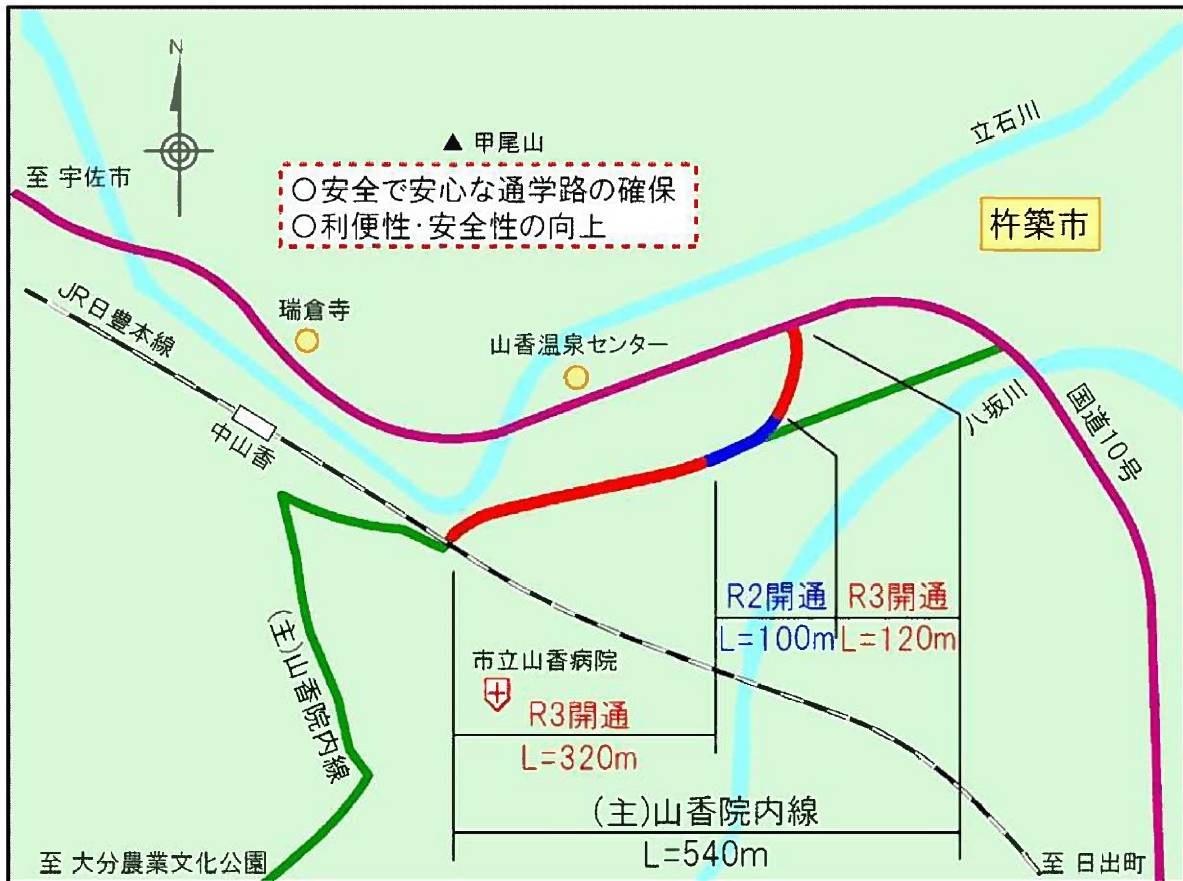 N
▲ 甲尾山
立石川
至 宇佐市
○安全で安心な通学路の確保
○利便性・安全性の向上
杵築市
JR日豊本線
瑞倉寺
山香温泉センター
中山香
八坂川
国道10号
(主)山香院内線
R2開通
L=100m
R3開通
L=120m
市立山香病院
R3開通
L=320m
(主)山香院内線
L=540m
至 大分農業文化公園
至 日出町